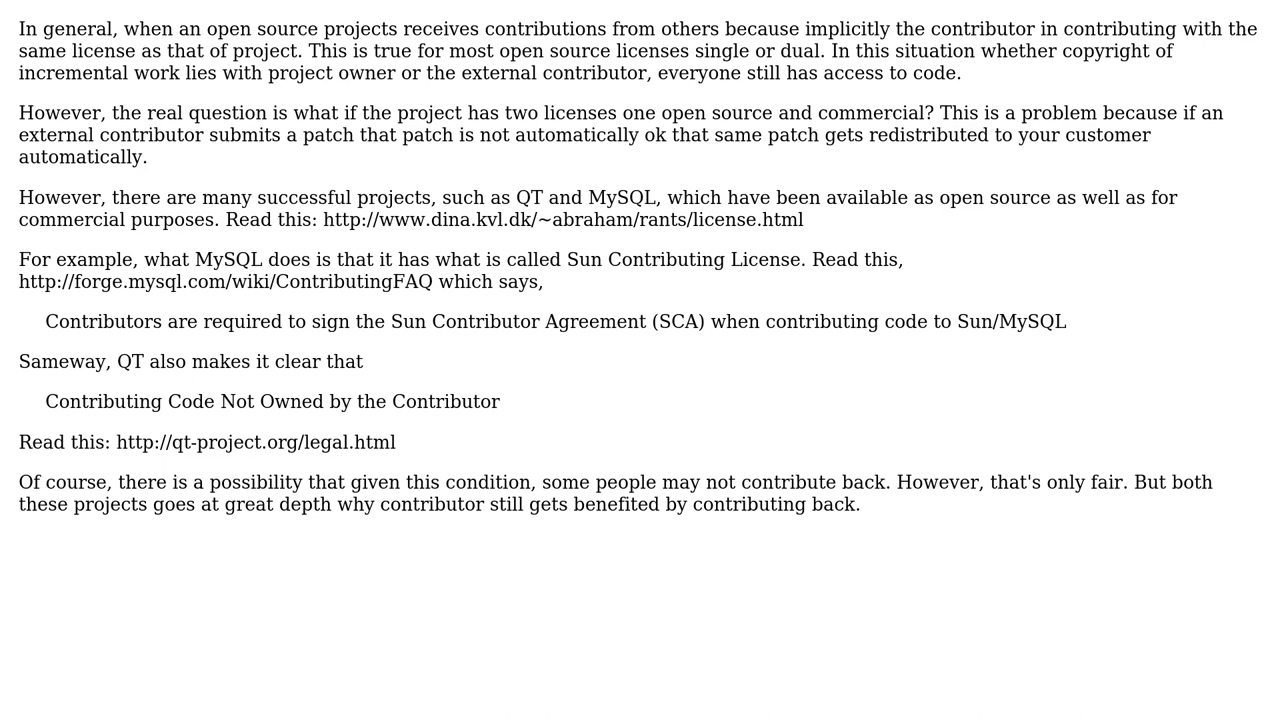 In general, when an open source projects receives contributions from others because implicitly the contributor in contributing with the
same license as that of project. This is true for most open source licenses single or dual. In this situation whether copyright of
incremental work lies with project owner or the external contributor, everyone still has access to code.
However, the real question is what if the project has two licenses one open source and commercial? This is a problem because if an
external contributor submits a patch that patch is not automatically ok that same patch gets redistributed to your customer
automatically.
However, there are many successful projects, such as QT and MySQL, which have been available as open source as well as for
commercial purposes. Read this: http://www.dina.kvl.dk/~abraham/rants/license.html
For example, what MySQL does is that it has what is called Sun Contributing License. Read this,
http://forge.mysql.com/wiki/ContributingFAQ which says,
Contributors are required to sign the Sun Contributor Agreement (SCA) when contributing code to Sun/MySQL
Sameway, QT also makes it clear that
Contributing Code Not Owned by the Contributor
Read this: http://qt-project.org/legal.html
Of course, there is a possibility that given this condition, some people may not contribute back. However, that's only fair. But both
these projects goes at great depth why contributor still gets benefited by contributing back.